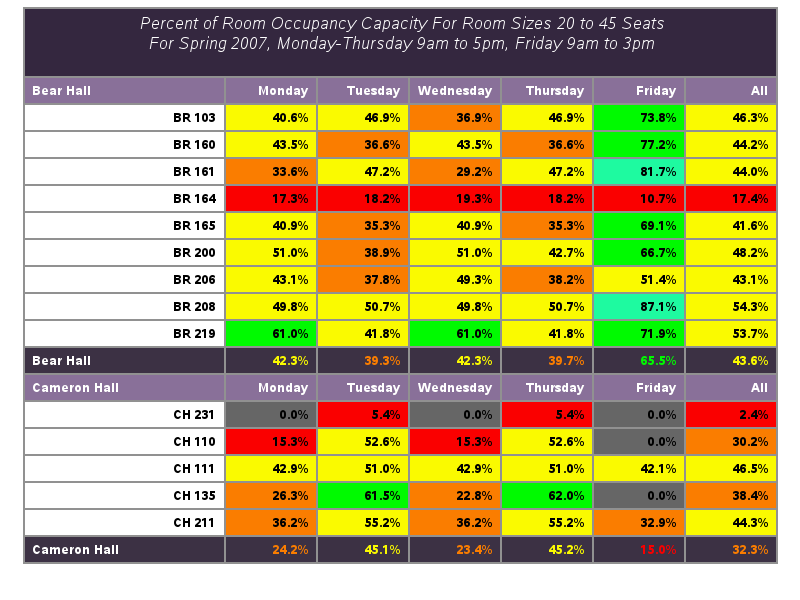 Percent of Room Occupancy Capacity For Room Sizes 20 to 45 Seats
For Spring 2007, Monday-Thursday 9am to 5pm, Friday 9am to 3pm
Bear Hall Monday Tuesday Wednesday Thursday Friday All
BR 103 40.6% 46.9% 36.9% 46.9% 73.8% 46.3%
BR 160 43.5% 36.6% 43.5% 36.6% 77.2% 44.2%
BR 161 33.6% 47.2% 29.2% 47.2% 81.7% 44.0%
BR 164 17.3% 18.2% 19.3% 18.2% 10.7% 17.4%
BR 165 40.9% 35.3% 40.9% 35.3% 69.1% 41.6%
BR 200 51.0% 38.9% 51.0% 42.7% 66.7% 48.2%
BR 206 43.1% 37.8% 49.3% 38.2% 51.4% 43.1%
BR 208 49.8% 50.7% 49.8% 50.7% 87.1% 54.3%
BR 219 61.0% 41.8% 61.0% 41.8% 71.9% 53.7%
Bear Hall 42.3% 39.3% 42.3% 39.7% 65.5% 43.6%
Cameron Hall Monday Tuesday Wednesday Thursday Friday All
CH 231 0.0% 5.4% 0.0% 5.4% 0.0% 2.4%
CH 110 15.3% 52.6% 15.3% 52.6% 0.0% 30.2%
CH 111 42.9% 51.0% 42.9% 51.0% 42.1% 46.5%
CH 135 26.3% 61.5% 22.8% 62.0% 0.0% 38.4%
CH 211 36.2% 55.2% 36.2% 55.2% 32.9% 44.3%
Cameron Hall 24.2% 45.1% 23.4% 45.2% 15.0% 32.3%